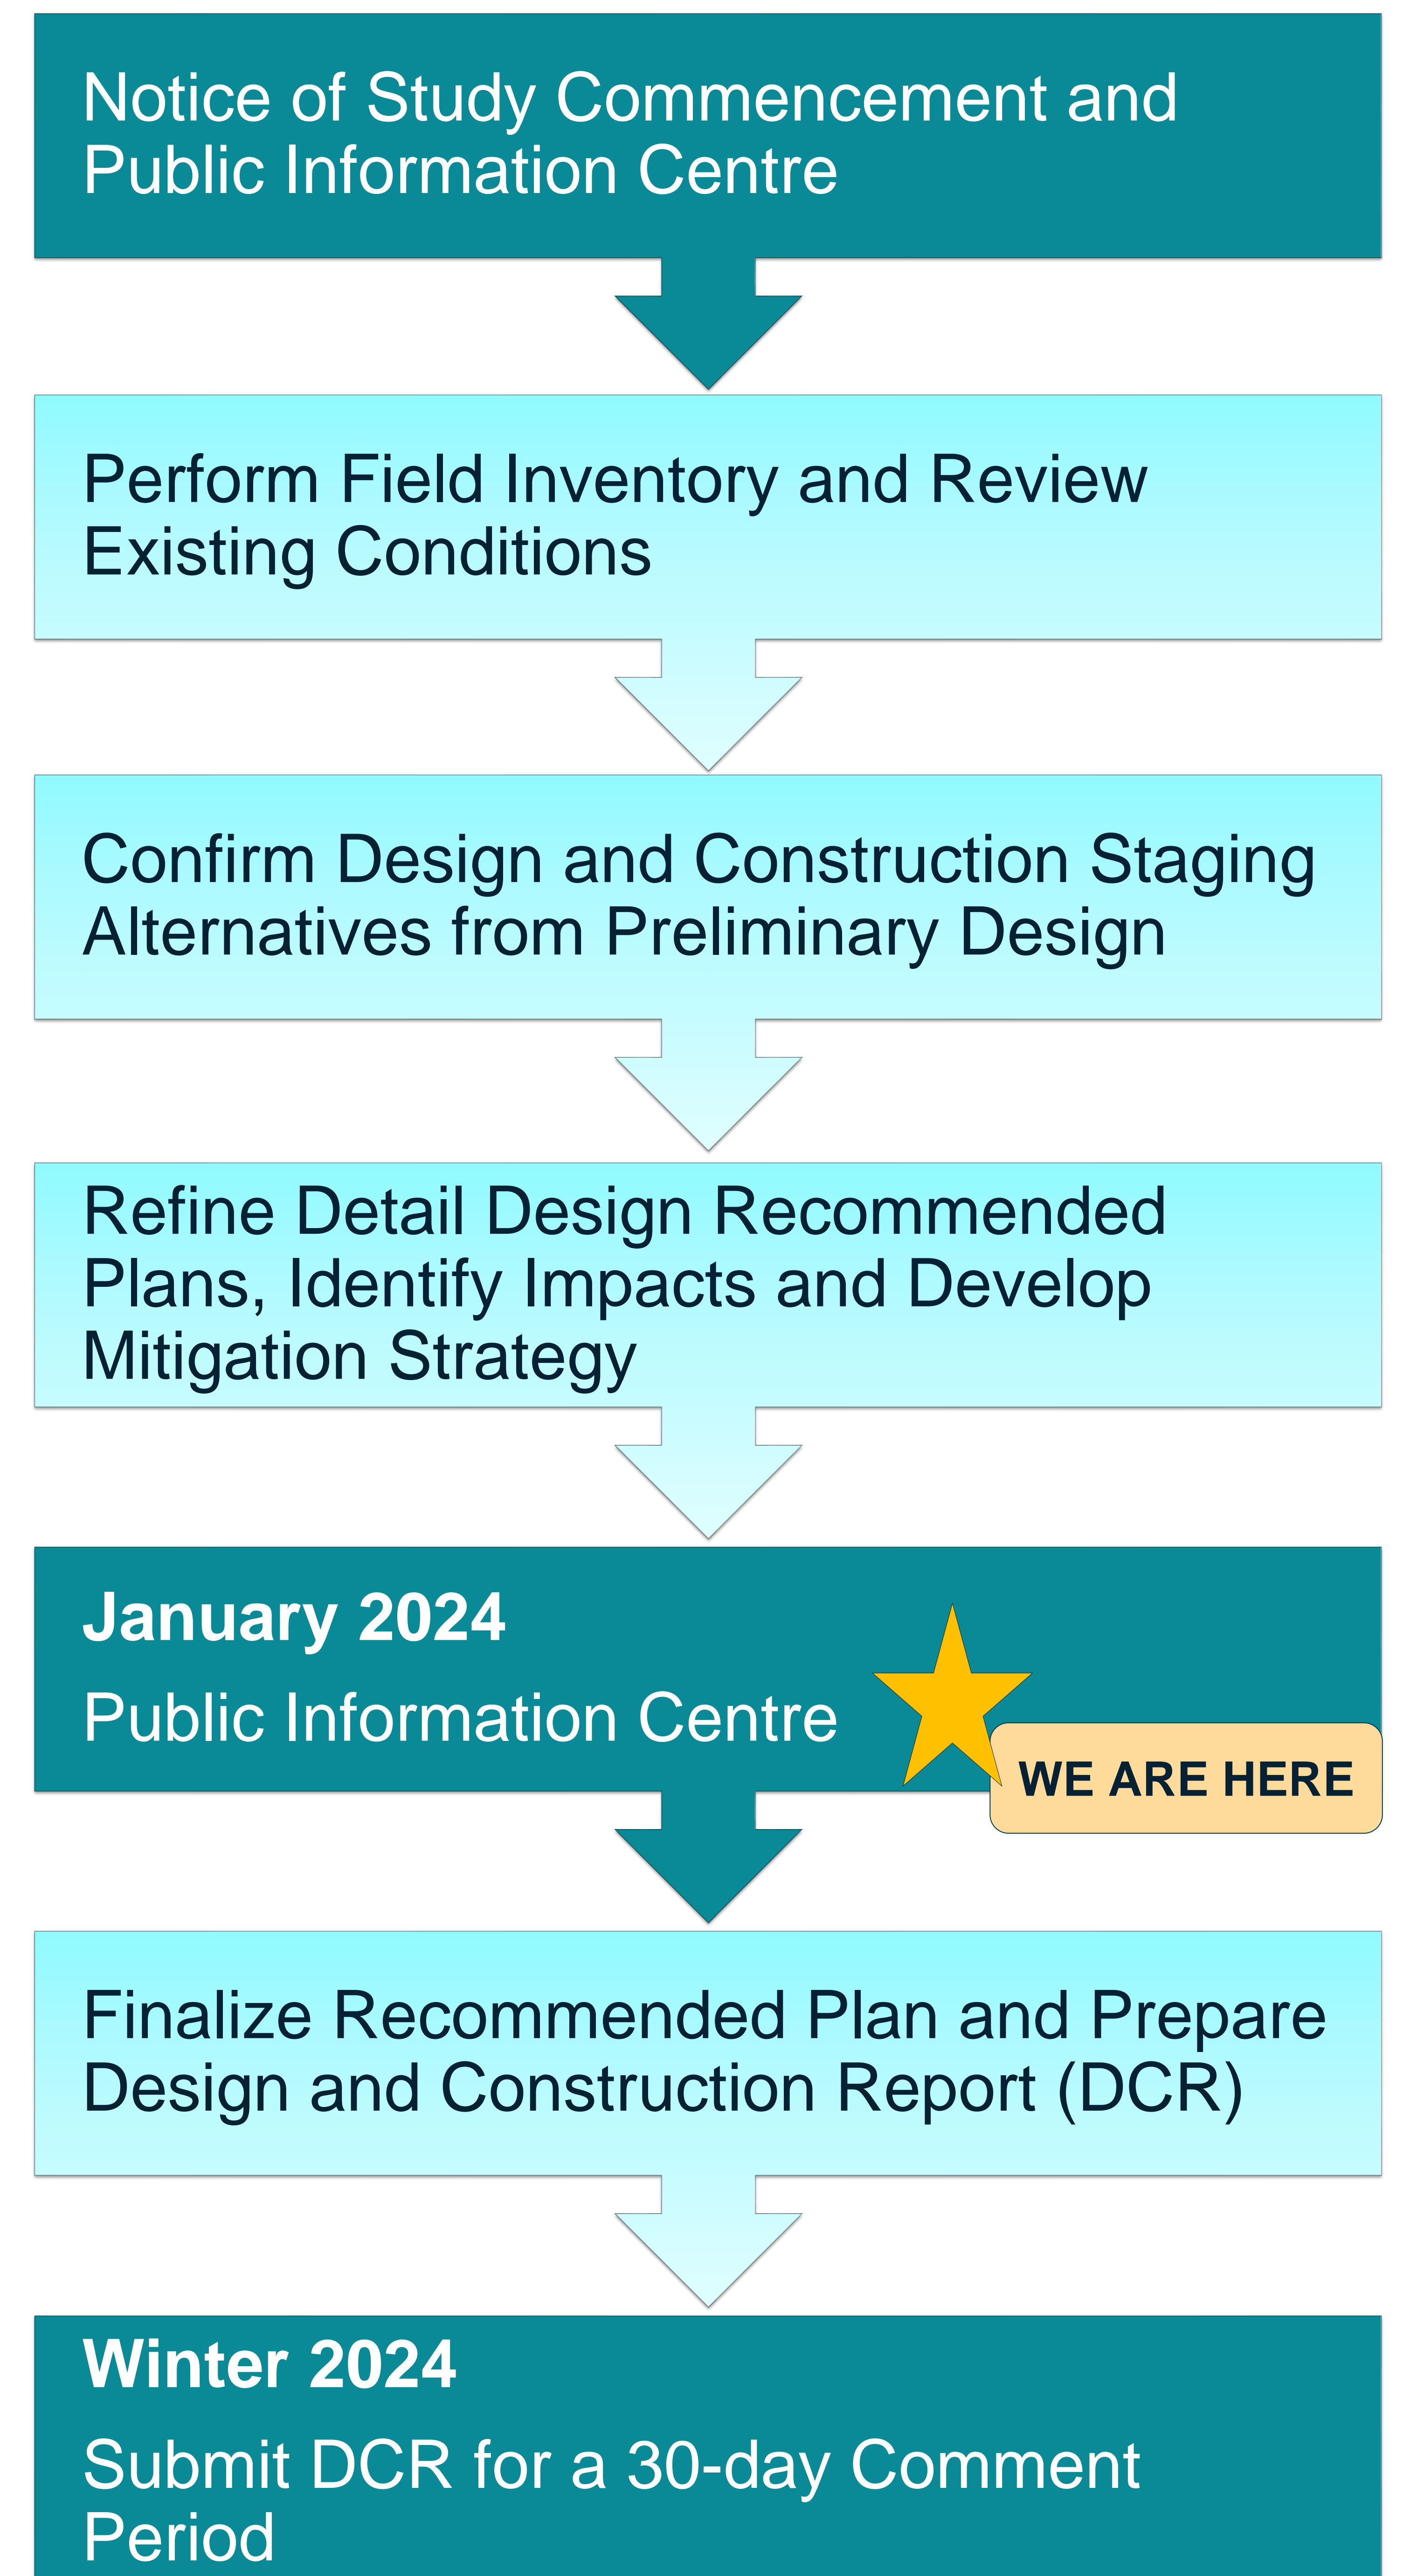 Notice of Study Commencement and
Public Information Centre
Perform Field Inventory and Review
Existing Conditions
Confirm Design and Construction Staging
Alternatives from Preliminary Design
Refine Detail Design Recommended
Plans, Identify Impacts and Develop
Mitigation Strategy
January 2024
Public Information Centre
WE ARE HERE
Finalize Recommended Plan and Prepare
Design and Construction Report (DCR)
Winter 2024
Submit DCR for a 30-day Comment
Period